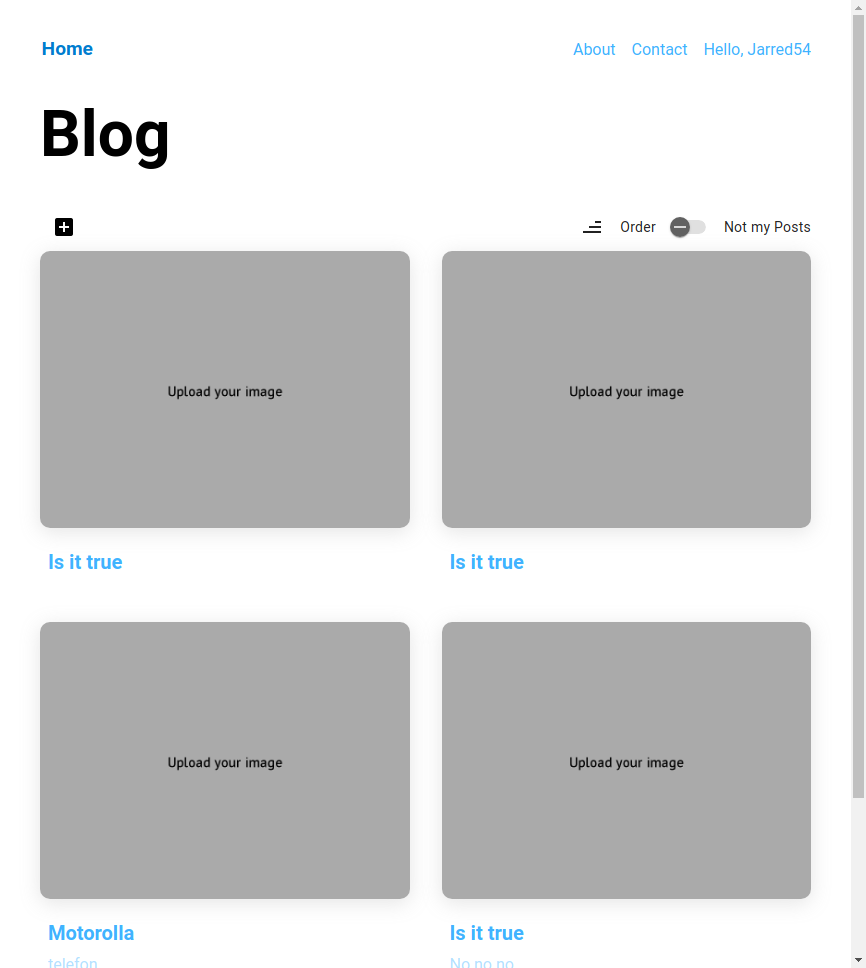 Home About Contact Hello, Jarred54
Blog
Order Not my Posts
Upload your image Upload your image
Is it true Is it true
Upload your image Upload your image
Motorolla Is it true
telefon No no no